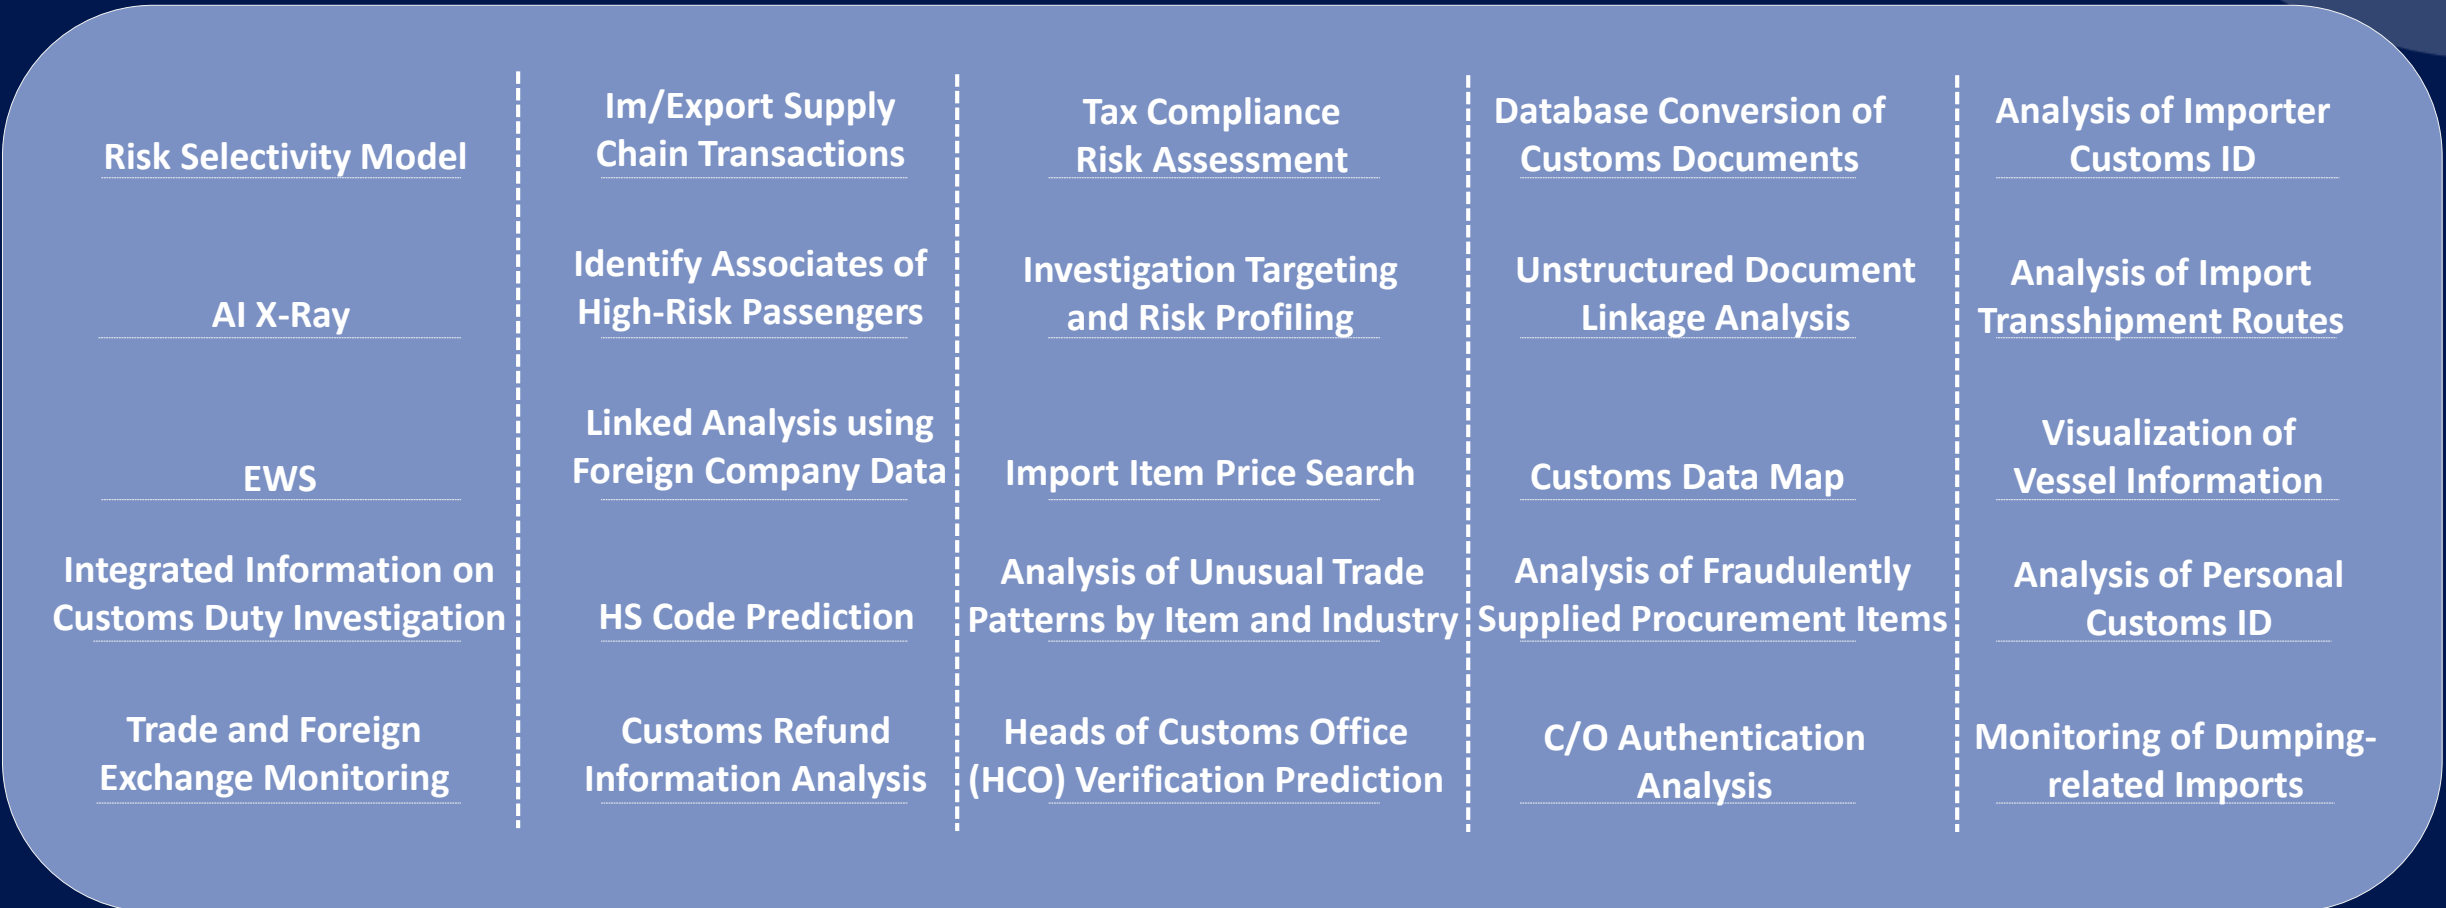 Risk Selectivity Model
AI X-Ray
EWS
Integrated Information on
Customs Duty Investigation
Trade and Foreign
Exchange Monitoring
Im/Export Supply
Chain Transactions
Identify Associates of
High-Risk Passengers
Linked Analysis using
Foreign Company Data
HS Code Prediction
Customs Refund
Information Analysis
Tax Compliance
Risk Assessment
Investigation Targeting
and Risk Profiling
Import Item Price Search
Analysis of Unusual Trade
Patterns by Item and Industry
Heads of Customs Office
(HCO) Verification Prediction
Database Conversion of
Customs Documents
Unstructured Document
Linkage Analysis
Customs Data Map
Analysis of Fraudulently
Supplied Procurement Items
C/O Authentication
Analysis
Analysis of Importer
Customs ID
Analysis of Import
Transshipment Routes
Visualization of
Vessel Information
Analysis of Personal
Customs ID
Monitoring of Dumping-
related Imports